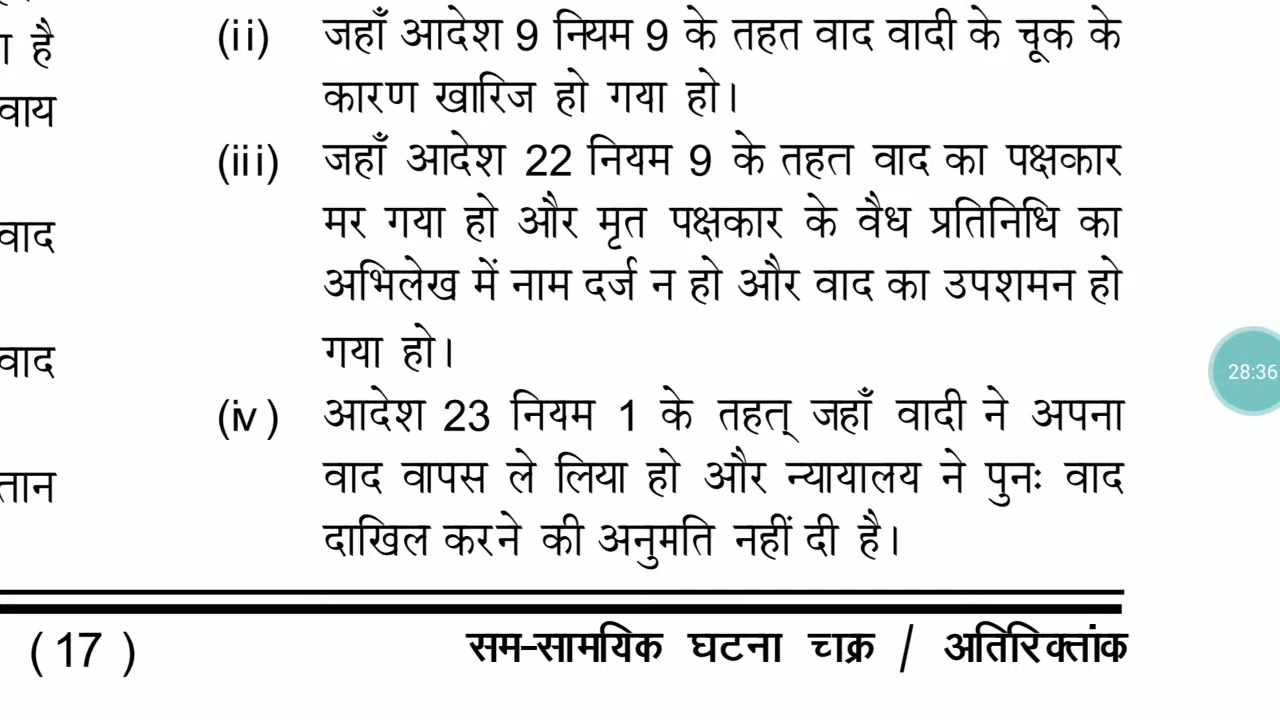 है
वाय
वाद
वाद
तान
(ii) जहाँ आदेश 9 नियम 9 के तहत वाद वादी के चूक के
कारण खारिज हो गया हो।
(iii) जहाँ आदेश 22 नियम 9 के तहत वाद का पक्षकार
मर गया हो और मृत पक्षकार के वैध प्रतिनिधि का
अभिलेख में नाम दर्ज न हो और वाद का उपशमन हो
गया हो।
(iv) आदेश 23 नियम 1 के तहत् जहाँ वादी ने अपना
वाद वापस ले लिया हो और न्यायालय ने पुनः वाद
दाखिल करने की अनुमति नहीं दी है।
28:36
(17) सम-सामयिक घटना चक्र / अतिरिक्तांक